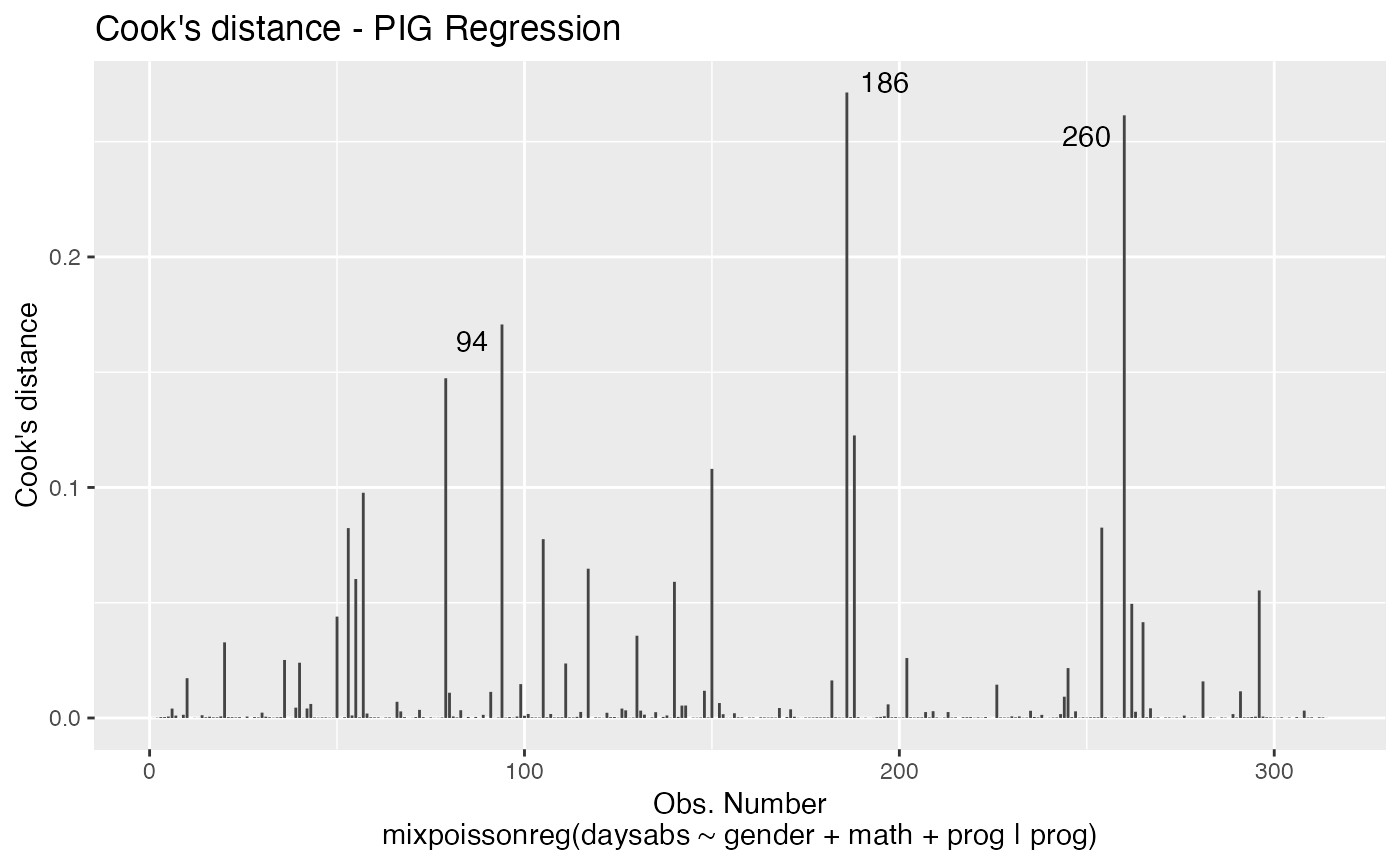 Cook's distance - PIG Regression
186
260
94
Cook's distance
0.2
0.1
0.0
0
100
200
300
Obs. Number
mixpoissonreg(daysabs ~ gender + math + prog | prog)